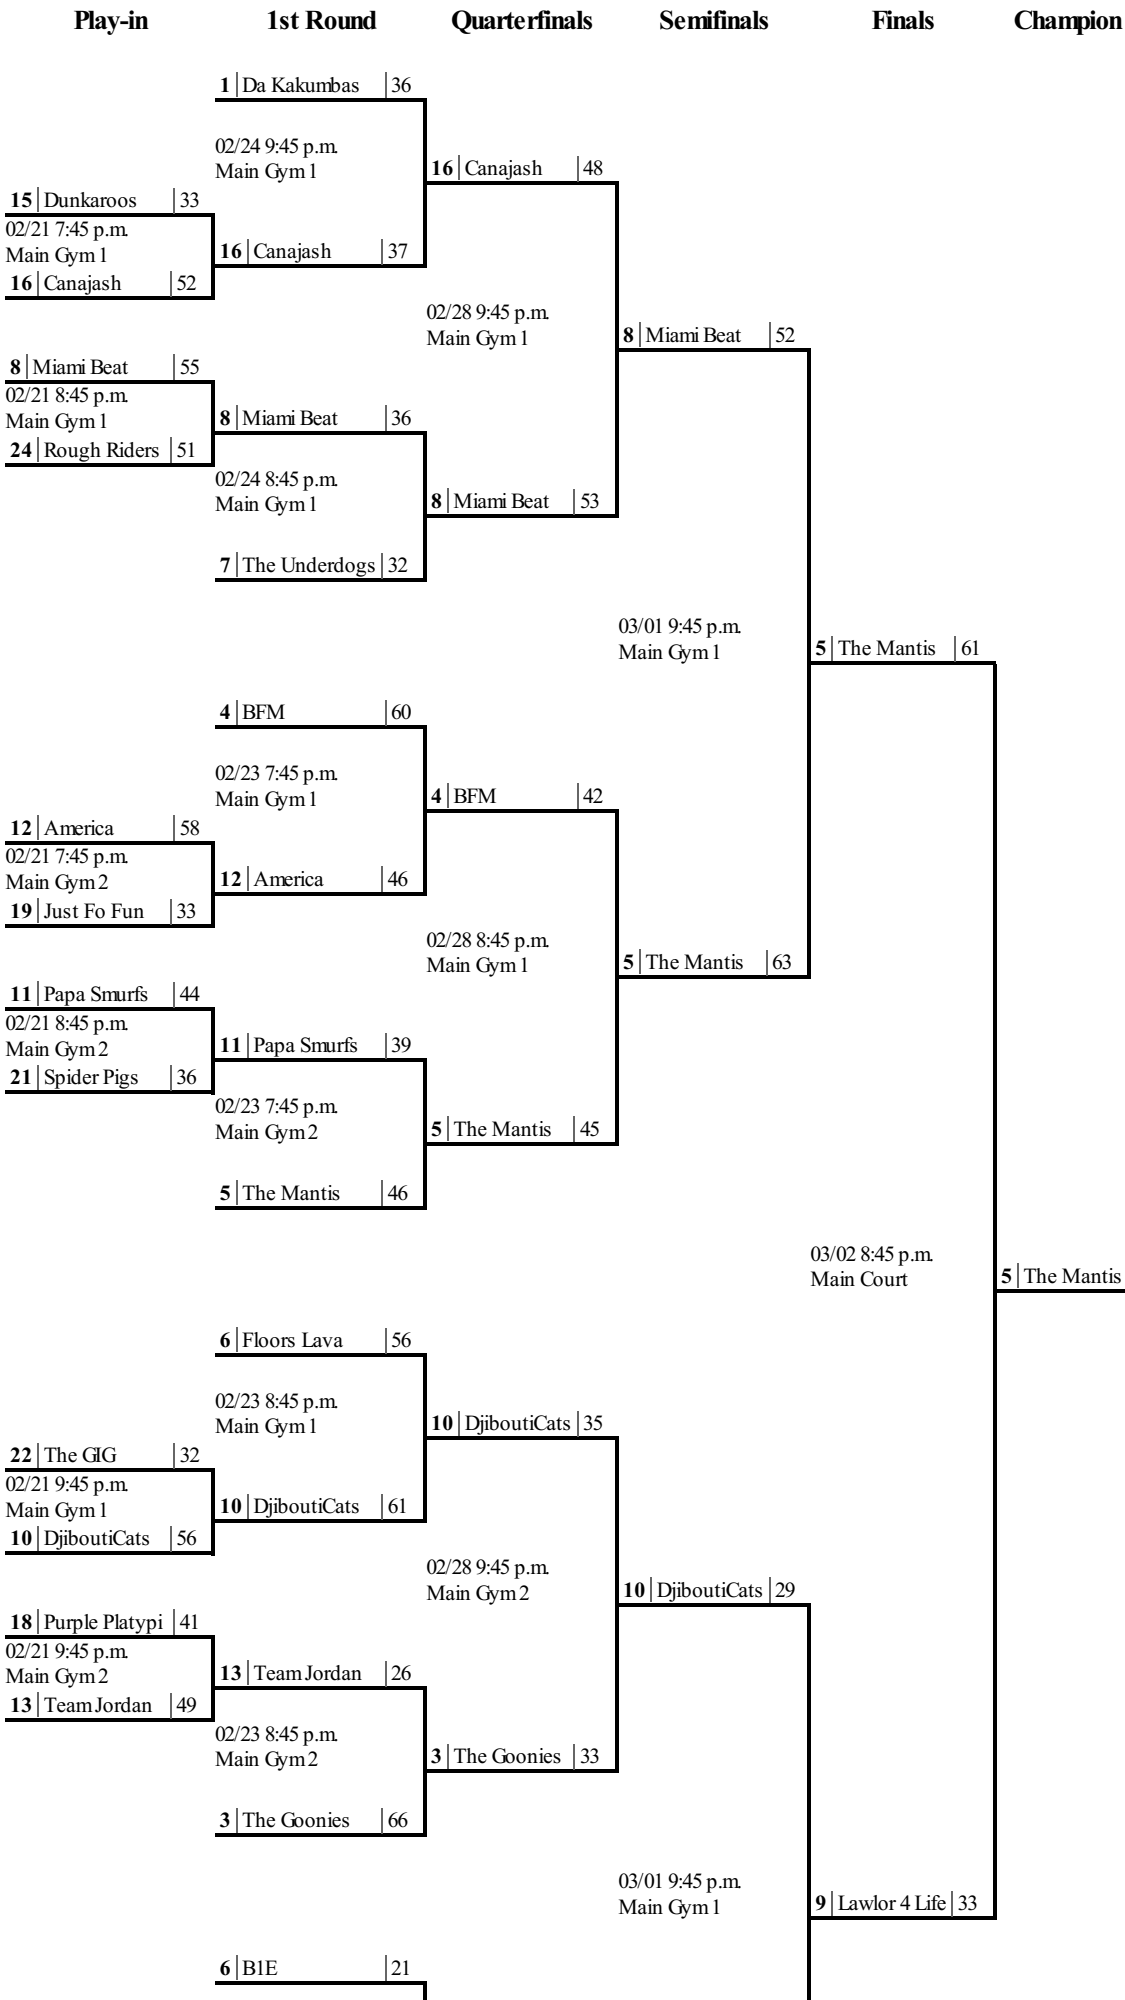 Play-in 1st Round Quarterfinals Semifinals Finals Champion
1 Da Kakumbas 36
02/24 9:45 p.m.
Main Gym 1
16 Canajash 48
15 Dunkaroos 33
02/21 7:45 p.m.
Main Gym 1
16 Canajash 37
16 Canajash 52
02/28 9:45 p.m.
Main Gym 1
8 Miami Beat 52
8 Miami Beat 55
02/21 8:45 p.m.
Main Gym 1
8 Miami Beat 36
24 Rough Riders 51
02/24 8:45 p.m.
Main Gym 1
8 Miami Beat 53
7 The Underdogs 32
03/01 9:45 p.m.
Main Gym 1
5 The Mantis 61
4 BFM 60
02/23 7:45 p.m.
Main Gym 1
4 BFM 42
12 America 58
02/21 7:45 p.m.
Main Gym 2
12 America 46
19 Just Fo Fun 33
02/28 8:45 p.m.
Main Gym 1
5 The Mantis 63
11 Papa Smurfs 44
02/21 8:45 p.m.
Main Gym 2
11 Papa Smurfs 39
21 Spider Pigs 36
02/23 7:45 p.m.
Main Gym 2
5 The Mantis 45
5 The Mantis 46
03/02 8:45 p.m.
Main Court
5 The Mantis
6 Floors Lava 56
02/23 8:45 p.m.
Main Gym 1
10 DjiboutiCats 35
22 The GIG 32
02/21 9:45 p.m.
Main Gym 1
10 DjiboutiCats 61
10 DjiboutiCats 56
02/28 9:45 p.m.
Main Gym 2
10 DjiboutiCats 29
18 Purple Platypi 41
02/21 9:45 p.m.
Main Gym 2
13 Team Jordan 26
13 Team Jordan 49
02/23 8:45 p.m.
Main Gym 2
3 The Goonies 33
3 The Goonies 66
03/01 9:45 p.m.
Main Gym 1
9 Lawlor 4 Life 33
6 B1E 21